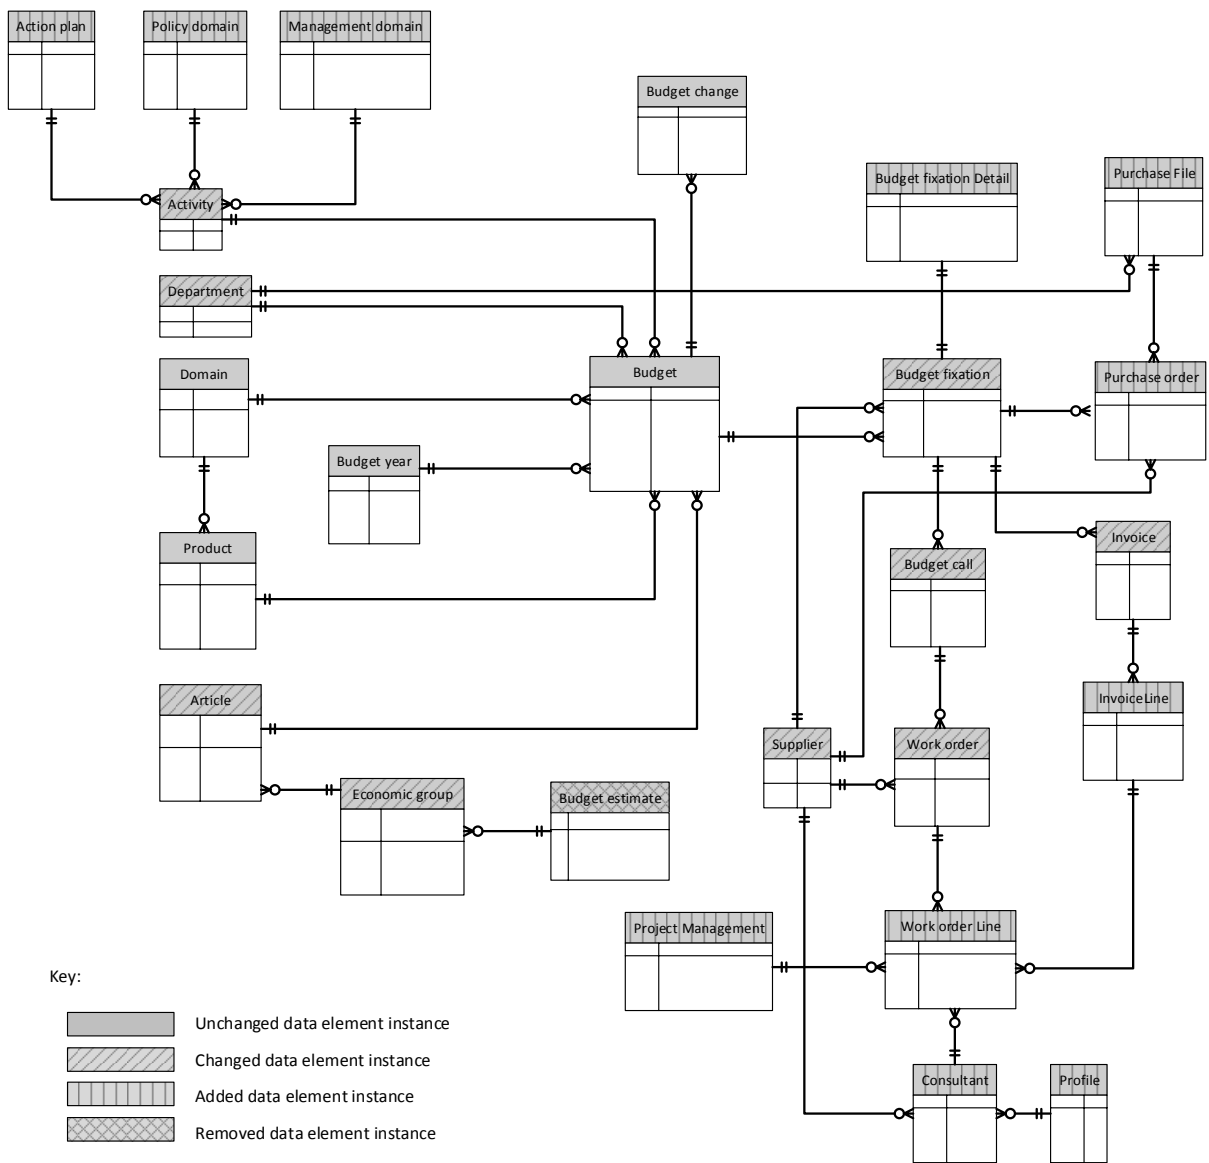 Action plan
Policy domain
Management domain
Budget change
Budget fixation Detail
Purchase File
Activity
Department
Domain
Budget
Budget fixation
Purchase order
Budget year
Product
Invoice
Budget call
Article
InvoiceLine
Supplier
Work order
Economic group
Budget estimate
Project Management
Work order Line
Key:
Unchanged data element instance
Changed data element instance
Added data element instance
Removed data element instance
Consultant
Profile